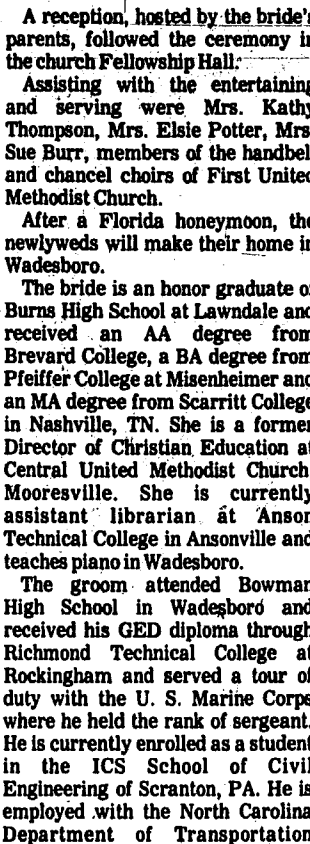 A reception, hosted by the bride's
parents, followed the ceremony in
the church Fellowship Hall.
Assisting with the entertaining
and serving were Mrs. Kathy
Thompson, Mrs. Elsie Potter, Mrs.
Sue Burr, members of the handbell
and chancel choirs of First United
Methodist Church.
After a Florida honeymoon, the
newlyweds will make their home in
Wadesboro.
The bride is an honor graduate of
Burns High School at Lawndale and
received an AA degree from
Brevard College, a BA degree from
Pfeiffer College at Misenheimer and
an MA degree from Scarritt College
in Nashville, TN. She is a former
Director of Christian Education at
Central United Methodist Church
Mooresville. She is currently
assistant librarian at Anson
Technical College in Ansonville and
teaches piano in Wadesboro.
The groom attended Bowman
High School in Wadesboro and
received his GED diploma through
Richmond Technical College at
Rockingham and served a tour of
duty with the U. S. Marine Corps
where he held the rank of sergeant.
He is currently enrolled as a student
in the ICS School of Civil
Engineering of Scranton, PA. He is
employed with the North Carolina
Department of Transportation